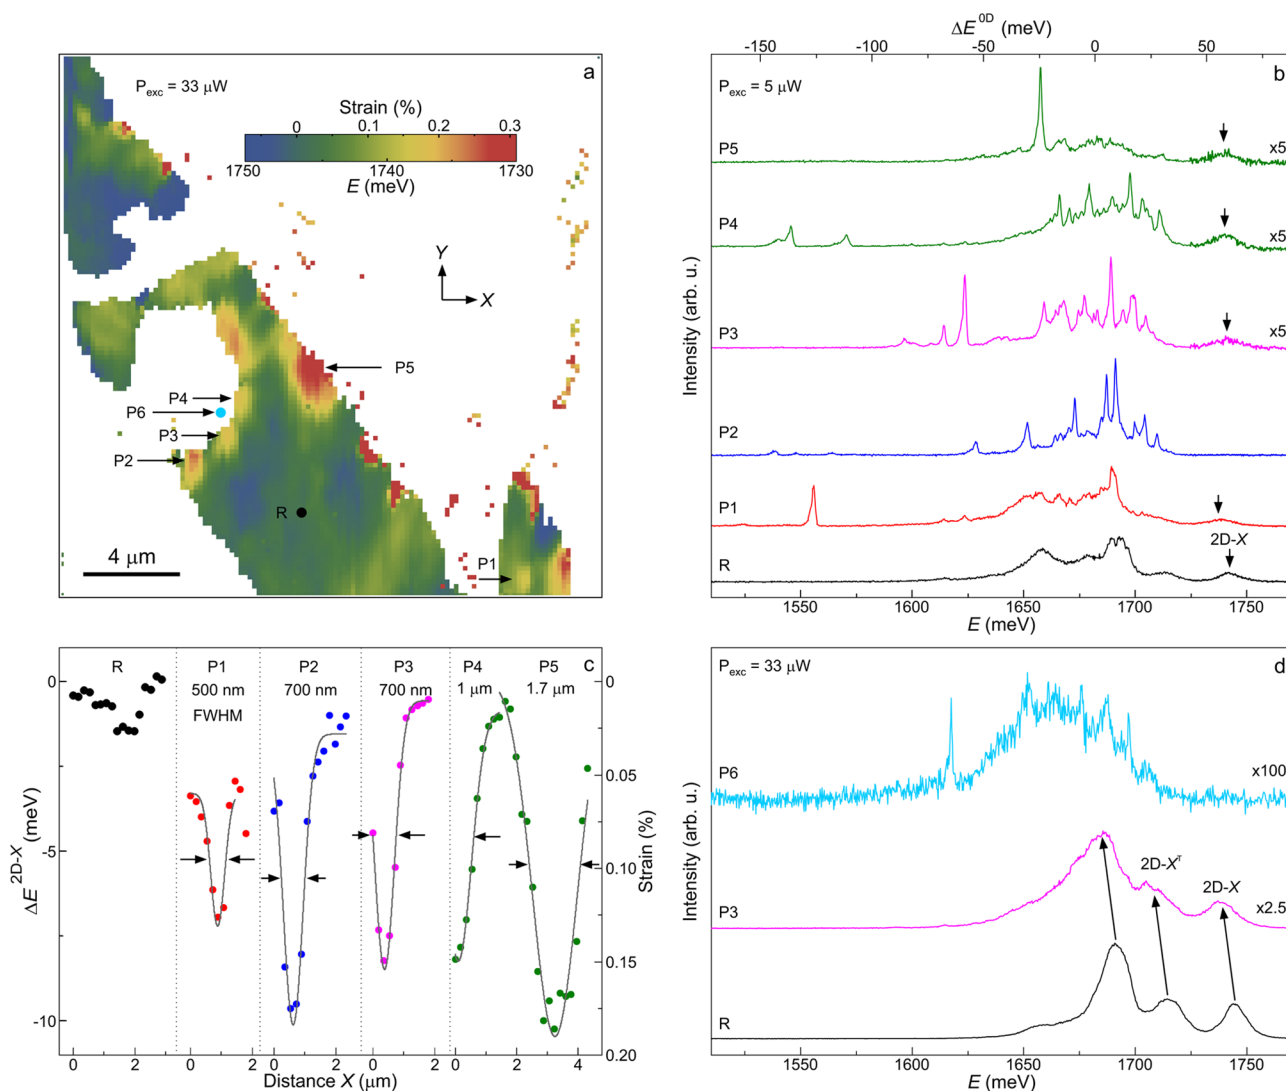 a
P_exc = 33 μW
Strain (%)
0 0.1 0.2 0.3
1750 1740 1730
E (meV)
Y
X
P5
P4
P6
P3
P2
R
4 μm
P1
ΔE^0D (meV)
-150 -100 -50 0 50
b
P_exc = 5 μW
P5 x5
P4 x5
P3 x5
P2
P1
2D-X
R
Intensity (arb. u.)
1550 1600 1650 1700 1750
E (meV)
c
R P1 P2 P3 P4 P5
500 nm 700 nm 700 nm 1 μm 1.7 μm
FWHM
0
-5
-10
ΔE^2D-X (meV)
0
0.05
0.10
0.15
0.20
Strain (%)
0 2 0 2 0 2 0 2 0 2 4
Distance X (μm)
d
P_exc = 33 μW
P6 x100
2D-X^T
2D-X
P3 x2.5
R
Intensity (arb. u.)
1550 1600 1650 1700 1750
E (meV)